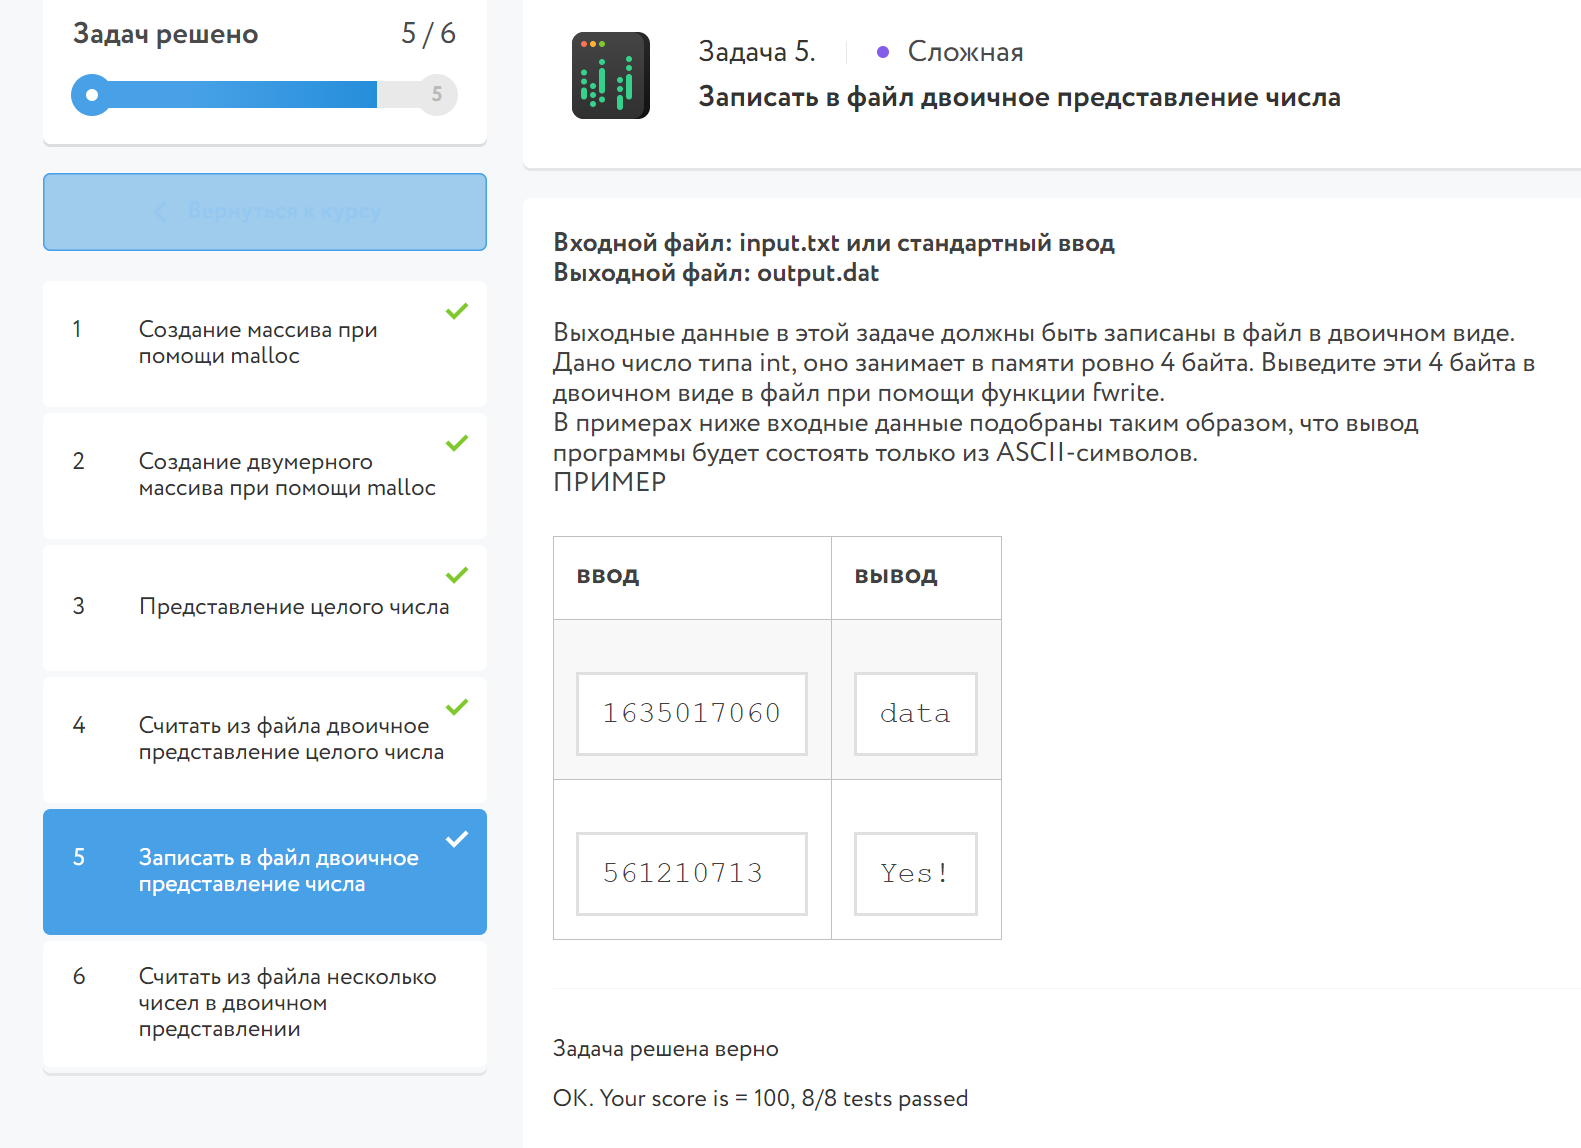 Задач решено 5 / 6
5
Вернуться к курсу
1 Создание массива при
помощи malloc
2 Создание двумерного
массива при помощи malloc
3 Представление целого числа
4 Считать из файла двоичное
представление целого числа
5 Записать в файл двоичное
представление числа
6 Считать из файла несколько
чисел в двоичном
представлении
Задача 5. Сложная
Записать в файл двоичное представление числа
Входной файл: input.txt или стандартный ввод
Выходной файл: output.dat
Выходные данные в этой задаче должны быть записаны в файл в двоичном виде.
Дано число типа int, оно занимает в памяти ровно 4 байта. Выведите эти 4 байта в
двоичном виде в файл при помощи функции fwrite.
В примерах ниже входные данные подобраны таким образом, что вывод
программы будет состоять только из ASCII-символов.
ПРИМЕР
ввод вывод
1635017060 data
561210713 Yes!
Задача решена верно
OK. Your score is = 100, 8/8 tests passed